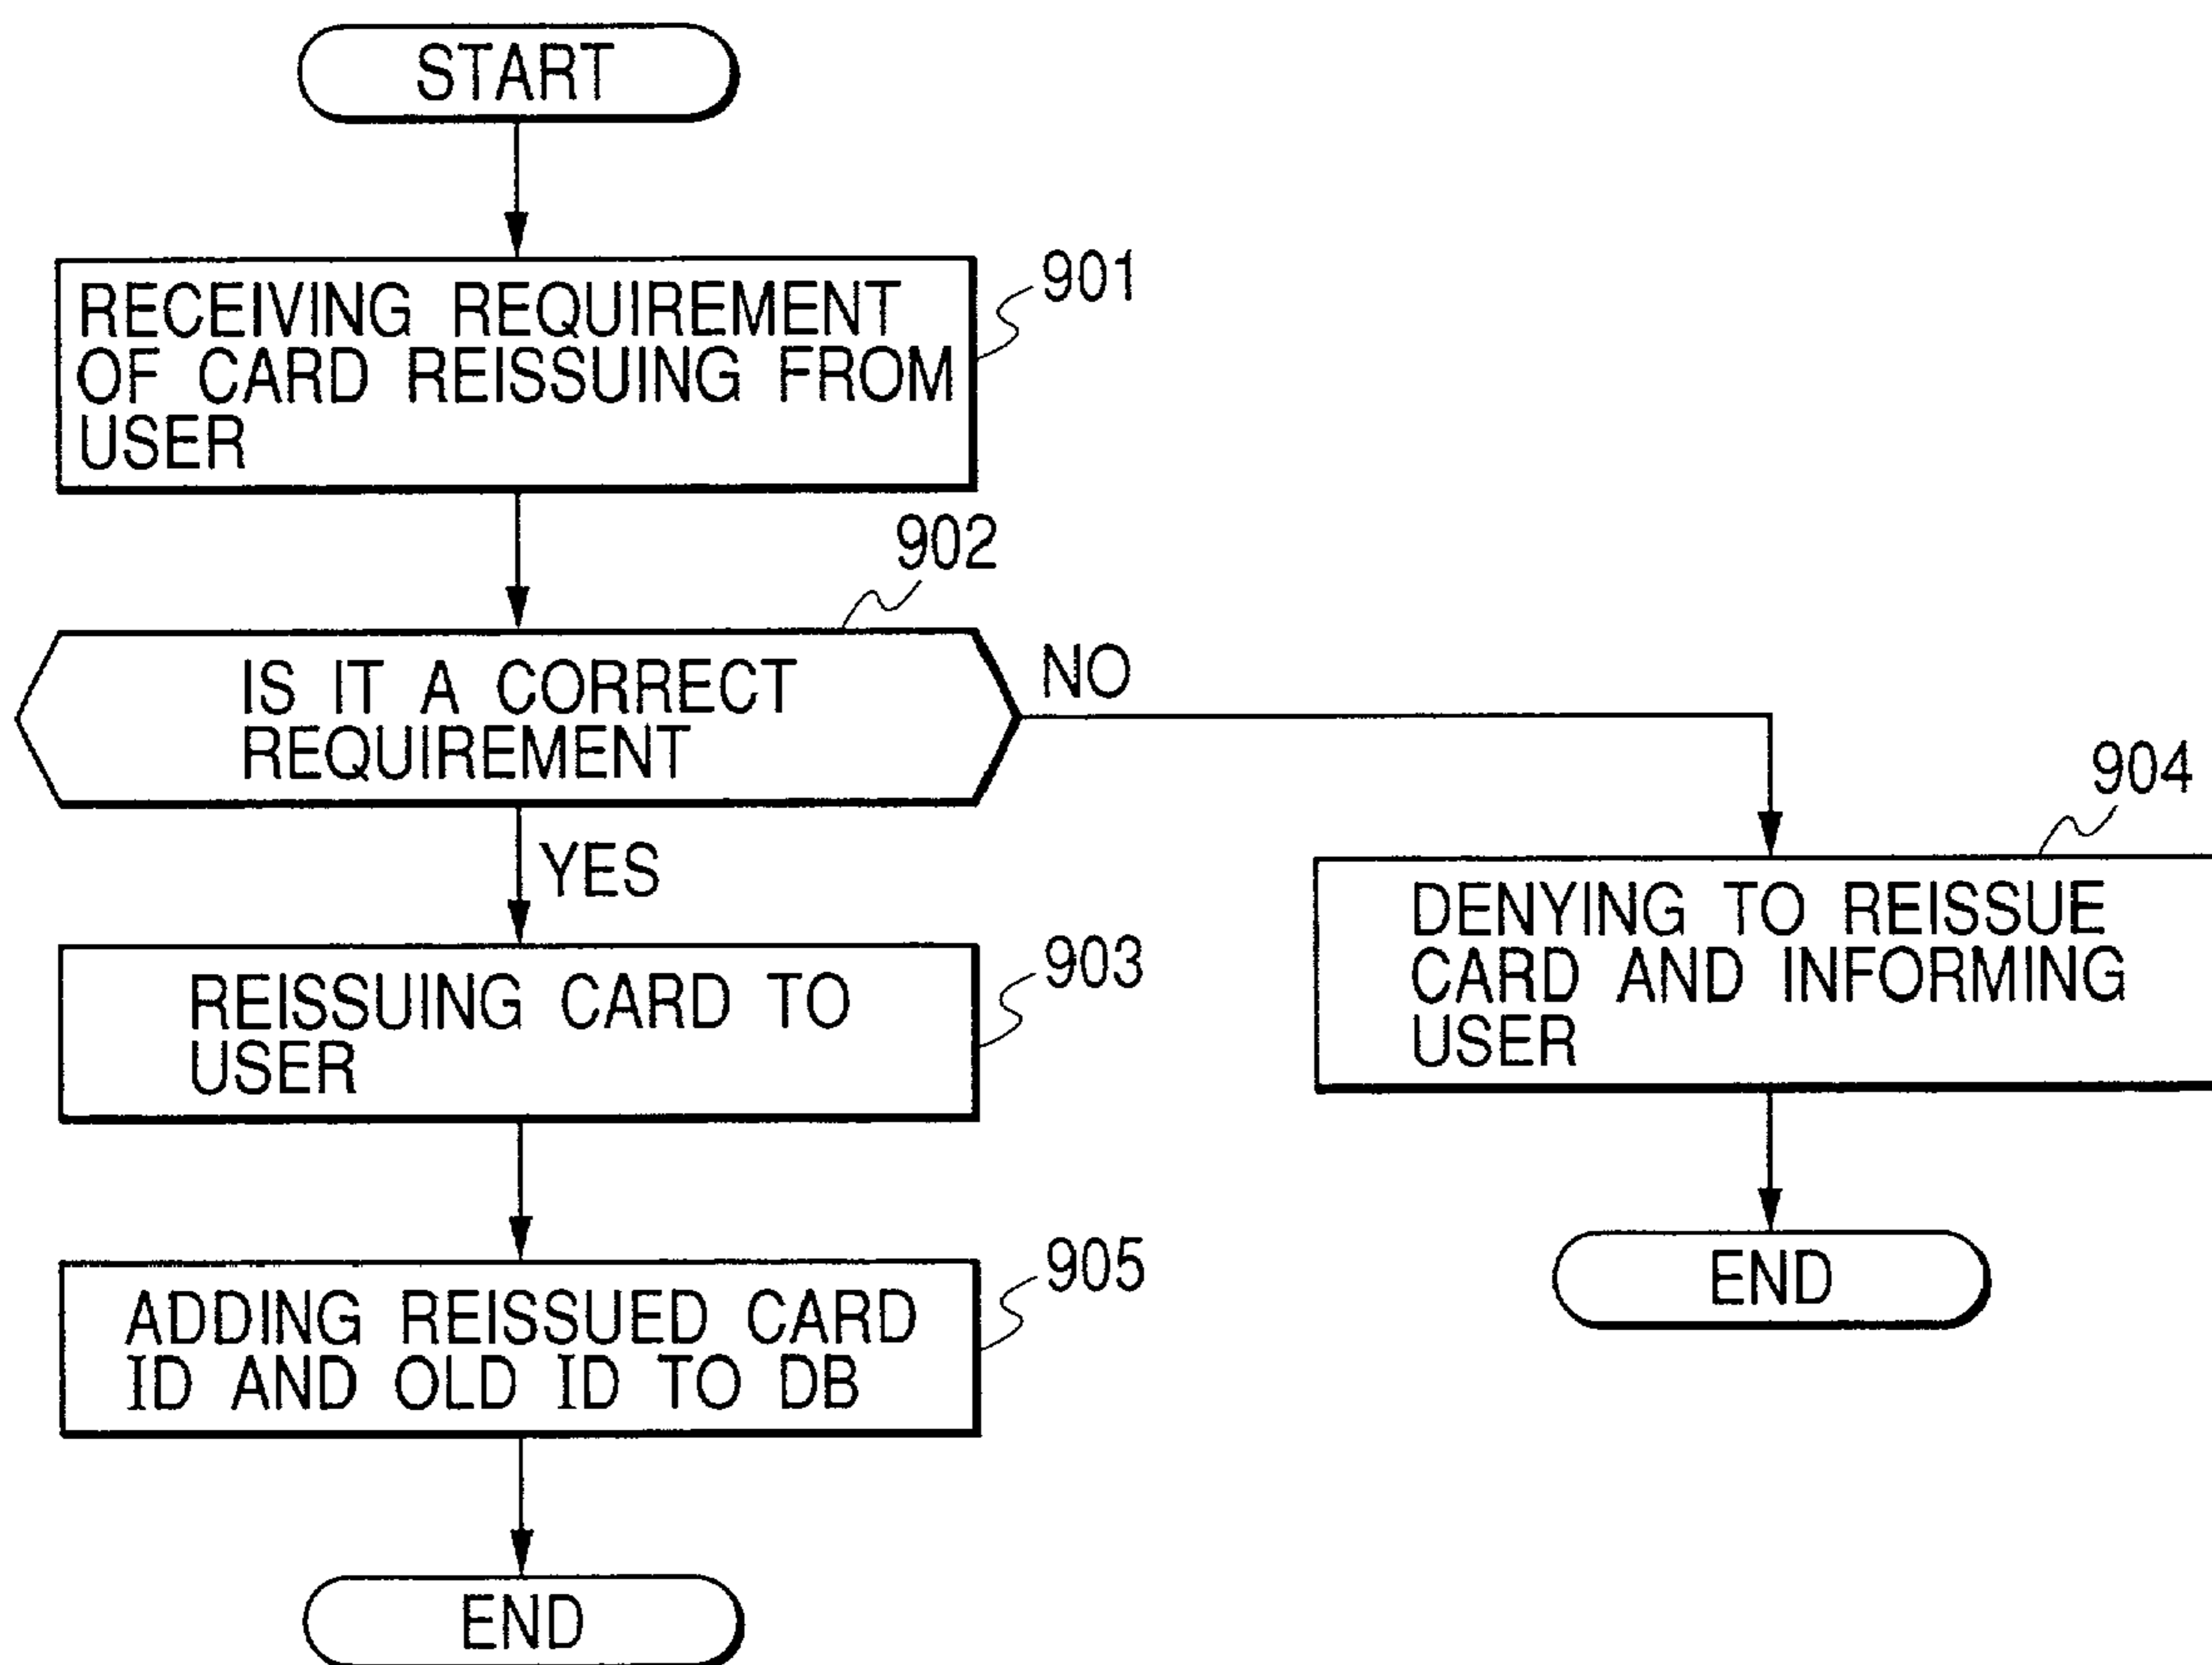 START
RECEIVING REQUIREMENT
OF CARD REISSUING FROM
USER
901
902
IS IT A CORRECT
REQUIREMENT
NO
YES
904
DENYING TO REISSUE
CARD AND INFORMING
USER
END
REISSUING CARD TO
USER
903
ADDING REISSUED CARD
ID AND OLD ID TO DB
905
END